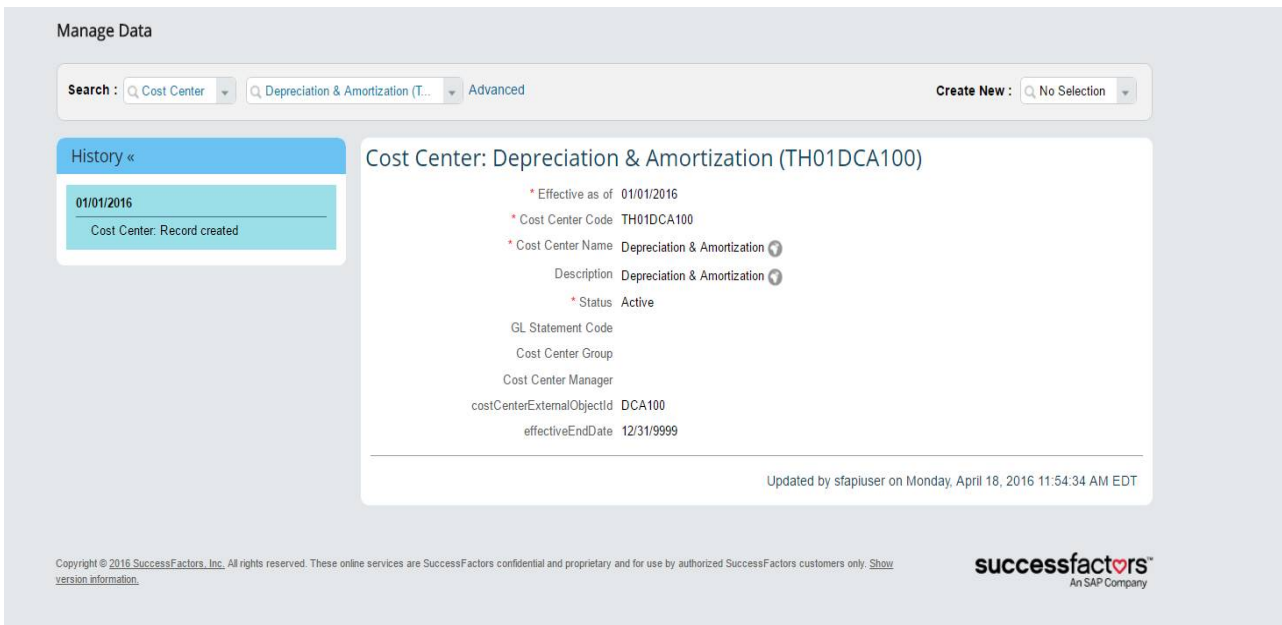 Manage Data
Search : Cost Center Depreciation & Amortization (T... Advanced Create New : No Selection
History «
01/01/2016
Cost Center: Record created
Cost Center: Depreciation & Amortization (TH01DCA100)
* Effective as of 01/01/2016
* Cost Center Code TH01DCA100
* Cost Center Name Depreciation & Amortization
Description Depreciation & Amortization
* Status Active
GL Statement Code
Cost Center Group
Cost Center Manager
costCenterExternalObjectId DCA100
effectiveEndDate 12/31/9999
Updated by sfapiuser on Monday, April 18, 2016 11:54:34 AM EDT
Copyright © 2016 SuccessFactors, Inc. All rights reserved. These online services are SuccessFactors confidential and proprietary and for use by authorized SuccessFactors customers only. Show
version information.
successfactors™
An SAP Company